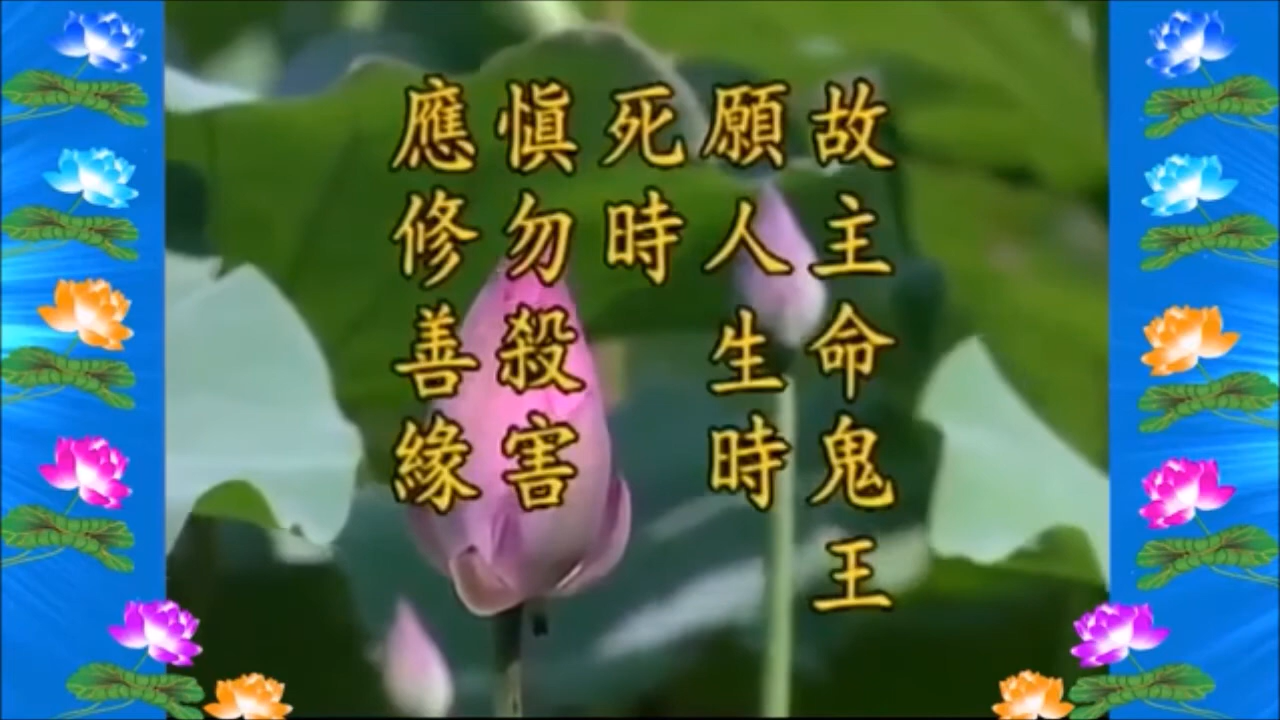 故主命鬼王
願人生時
死時
慎勿殺害
應修善緣